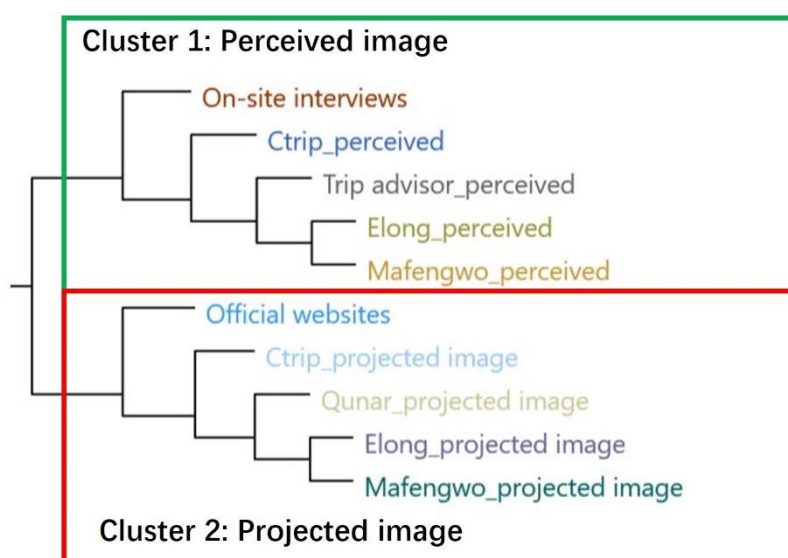 Cluster 1: Perceived image
On-site interviews
Ctrip_perceived
Trip advisor_perceived
Elong_perceived
Mafengwo_perceived
Official websites
Ctrip_projected image
Qunar_projected image
Elong_projected image
Mafengwo_projected image
Cluster 2: Projected image